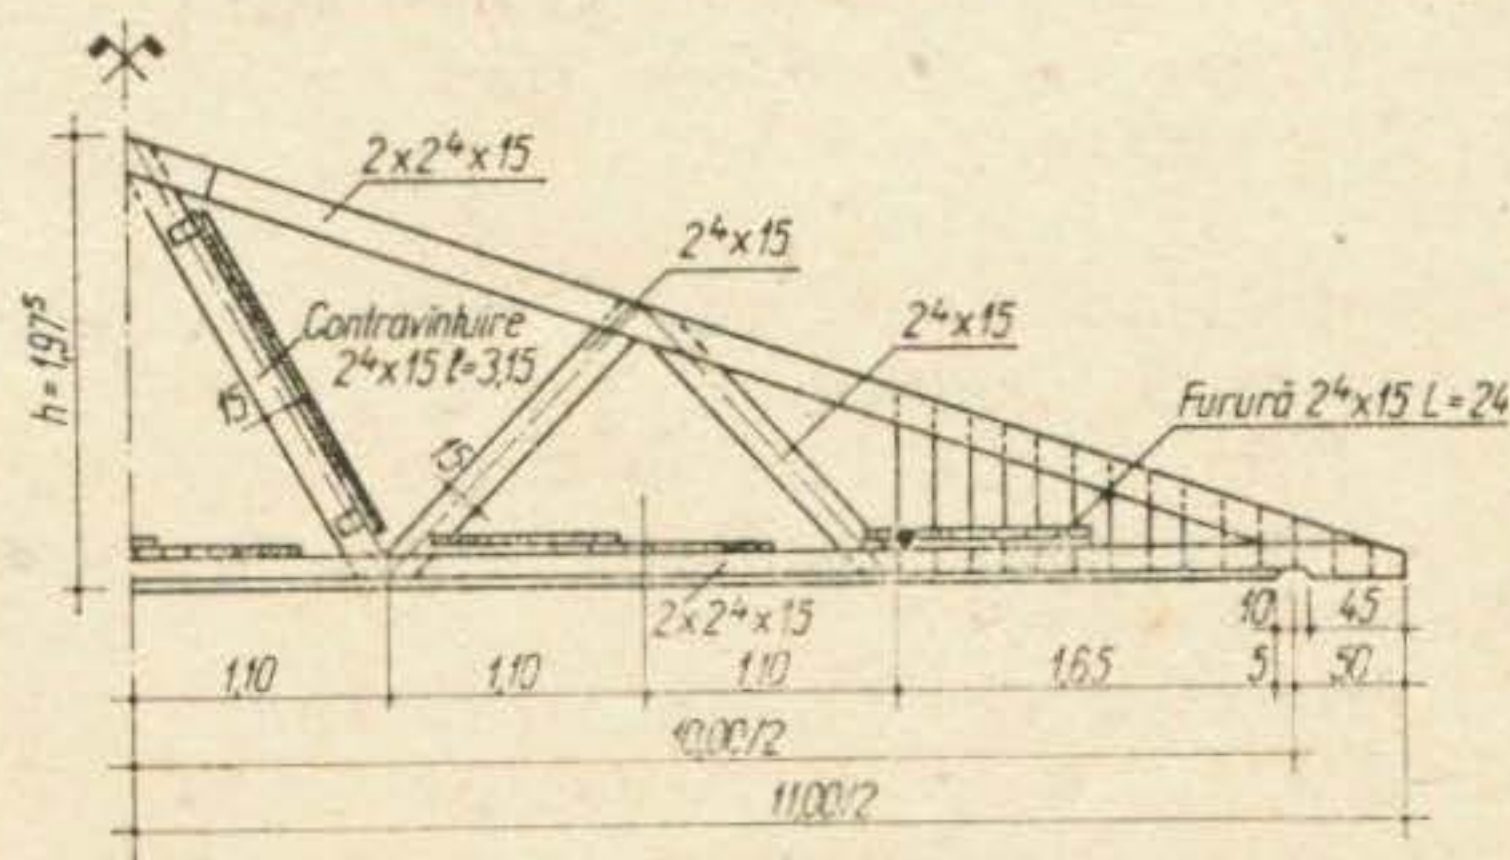 2x2⁴x15
2⁴x15
2⁴x15
Furură 2⁴x15 L=24
Contravîntuire
2⁴x15 l=3,15
h=1,97⁵
15
15
2x2⁴x15
10 45
1,10 1,10 1,10 1,65 5 50
10,00/2
11,00/2